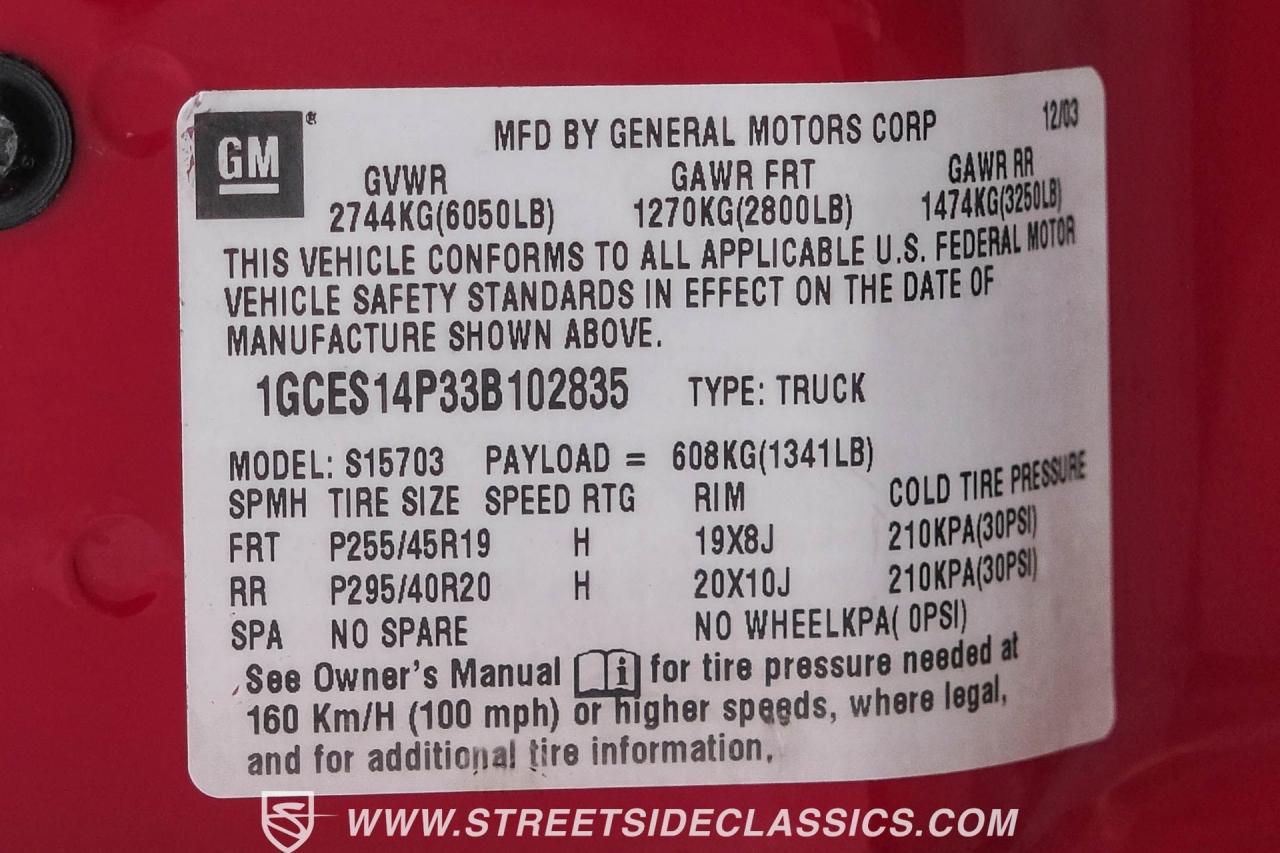 GM ®
MFD BY GENERAL MOTORS CORP 12/03
GVWR GAWR FRT GAWR RR
2744KG(6050LB) 1270KG(2800LB) 1474KG(3250LB)
THIS VEHICLE CONFORMS TO ALL APPLICABLE U.S. FEDERAL MOTOR
VEHICLE SAFETY STANDARDS IN EFFECT ON THE DATE OF
MANUFACTURE SHOWN ABOVE.
1GCES14P33B102835 TYPE: TRUCK
MODEL: S15703 PAYLOAD = 608KG(1341LB)
SPMH TIRE SIZE SPEED RTG RIM COLD TIRE PRESSURE
FRT P255/45R19 H 19X8J 210KPA(30PSI)
RR P295/40R20 H 20X10J 210KPA(30PSI)
SPA NO SPARE NO WHEELKPA( 0PSI)
See Owner's Manual i for tire pressure needed at
160 Km/H (100 mph) or higher speeds, where legal,
and for additional tire information.
WWW.STREETSIDECLASSICS.COM